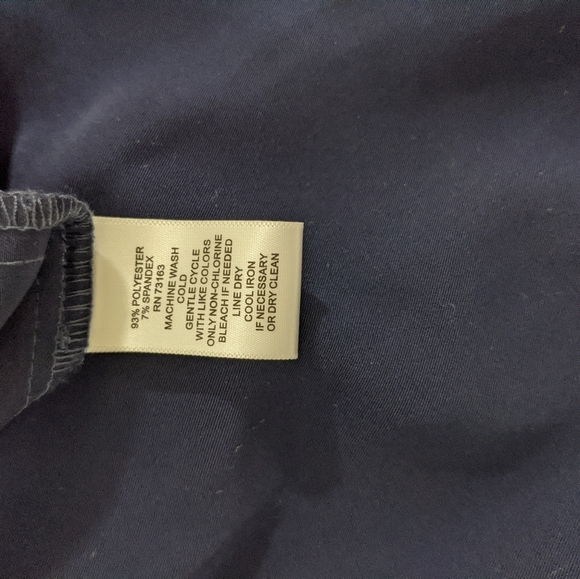 93% POLYESTER
7% SPANDEX
RN 73163
MACHINE WASH
COLD
GENTLE CYCLE
WITH LIKE COLORS
ONLY NON-CHLORINE
BLEACH IF NEEDED
LINE DRY
COOL IRON
IF NECESSARY
OR DRY CLEAN